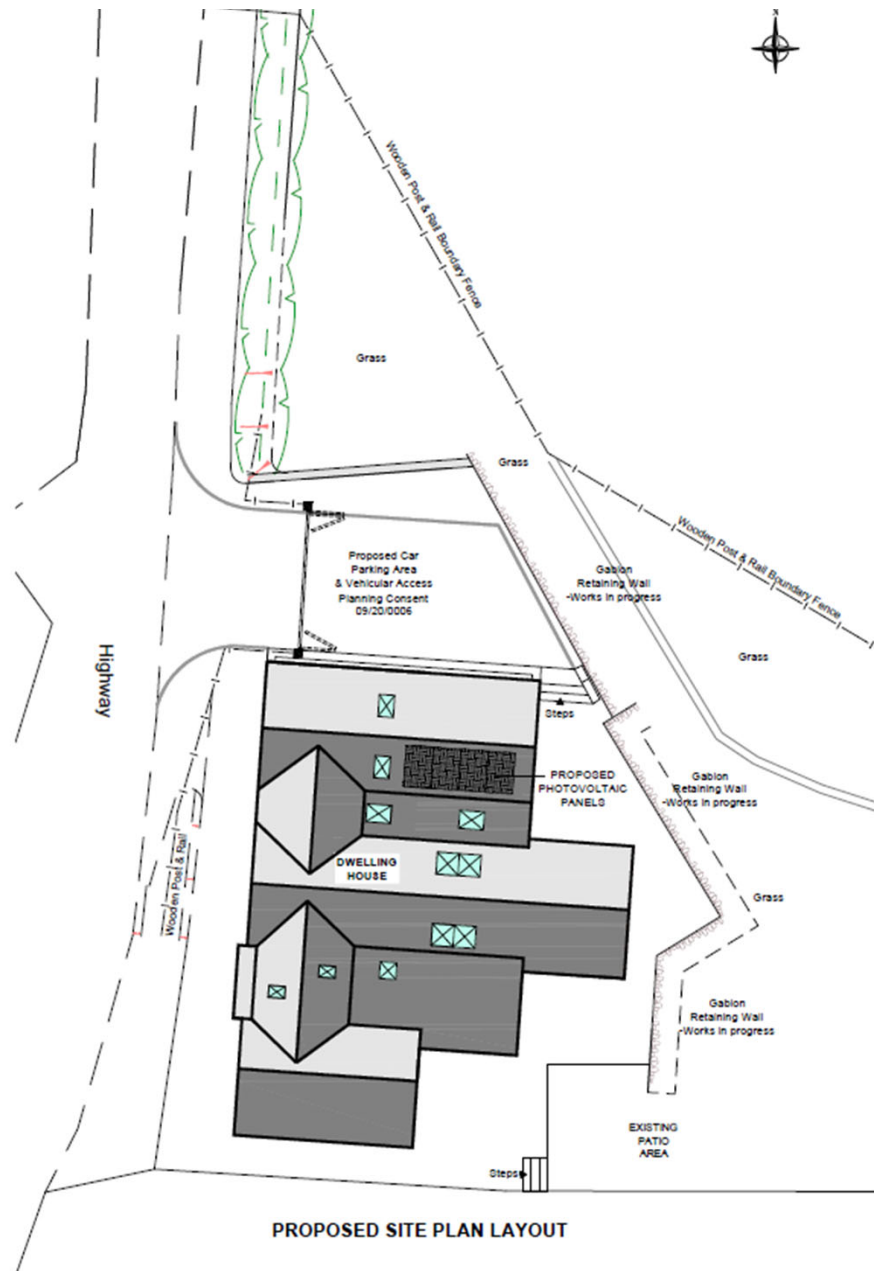 N
Wooden Post & Rail Boundary Fence
Grass
Grass
Wooden Post & Rail Boundary Fence
Proposed Car
Parking Area
& Vehicular Access
Planning Consent
09/20/0006
Gabion
Retaining Wall
-Works in progress
Highway
Grass
Steps
PROPOSED
PHOTOVOLTAIC
PANELS
Gabion
Retaining Wall
-Works in progress
DWELLING
HOUSE
Wooden Post & Rail
Grass
Gabion
Retaining Wall
-Works in progress
EXISTING
PATIO
AREA
Steps
PROPOSED SITE PLAN LAYOUT